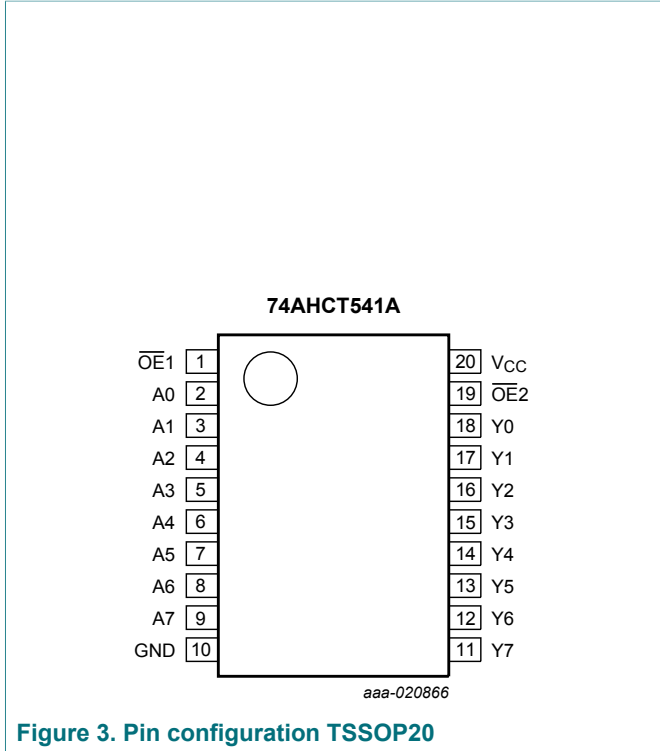 74AHCT541A
O̅E̅1 1 20 VCC
A0 2 19 O̅E̅2
A1 3 18 Y0
A2 4 17 Y1
A3 5 16 Y2
A4 6 15 Y3
A5 7 14 Y4
A6 8 13 Y5
A7 9 12 Y6
GND 10 11 Y7
aaa-020866
Figure 3. Pin configuration TSSOP20